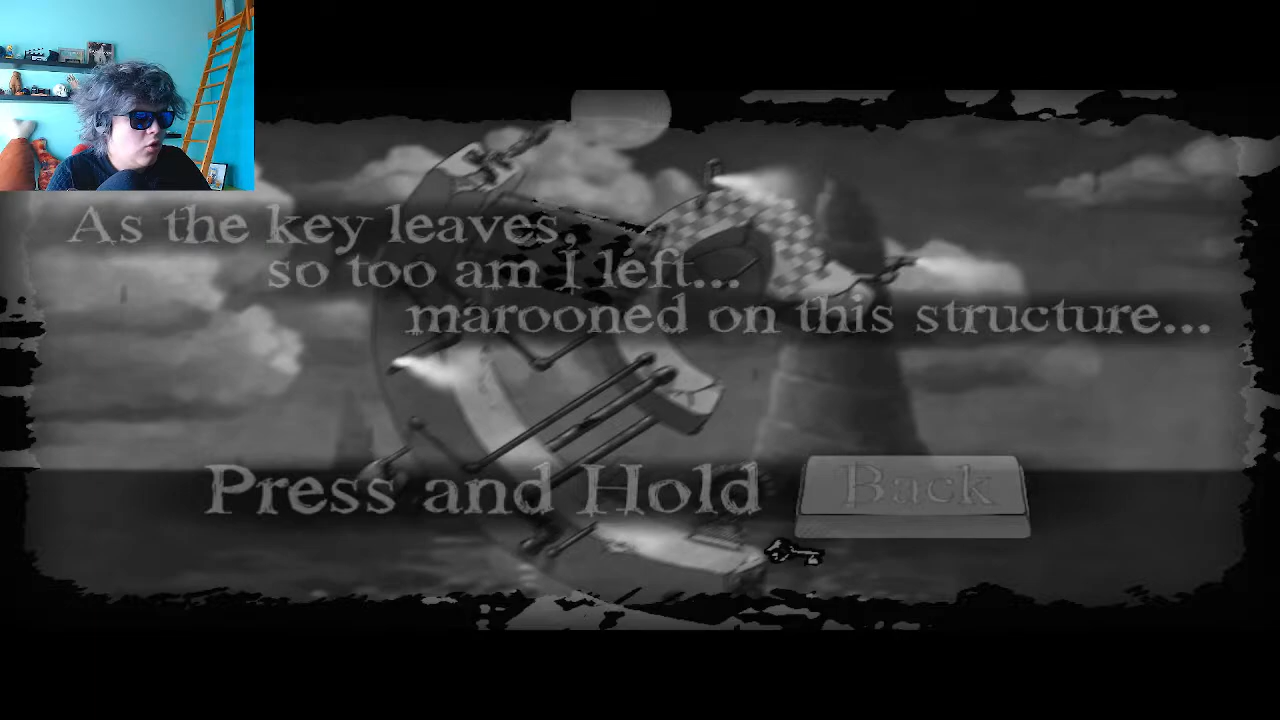 As the key leaves,
so too am I left...
marooned on this structure...
Press and Hold Back